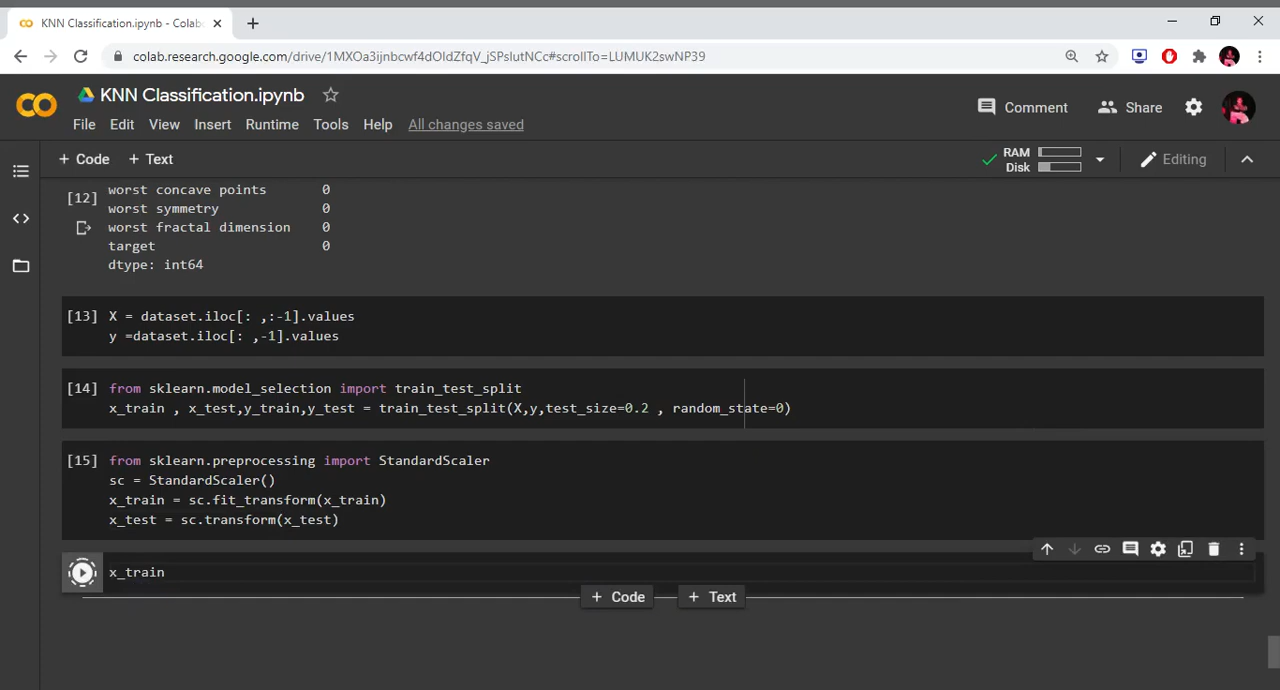 KNN Classification.ipynb - Colab
colab.research.google.com/drive/1MXOa3ijnbcwf4dOIdZfqV_jSPslutNCc#scrollTo=LUMUK2swNP39
KNN Classification.ipynb
Comment
Share
File Edit View Insert Runtime Tools Help All changes saved
+ Code + Text
RAM
Disk
Editing
[12]
worst concave points 0
worst symmetry 0
worst fractal dimension 0
target 0
dtype: int64
[13] X = dataset.iloc[: ,:-1].values
y =dataset.iloc[: ,-1].values
[14] from sklearn.model_selection import train_test_split
x_train , x_test,y_train,y_test = train_test_split(X,y,test_size=0.2 , random_state=0)
[15] from sklearn.preprocessing import StandardScaler
sc = StandardScaler()
x_train = sc.fit_transform(x_train)
x_test = sc.transform(x_test)
x_train
+ Code + Text